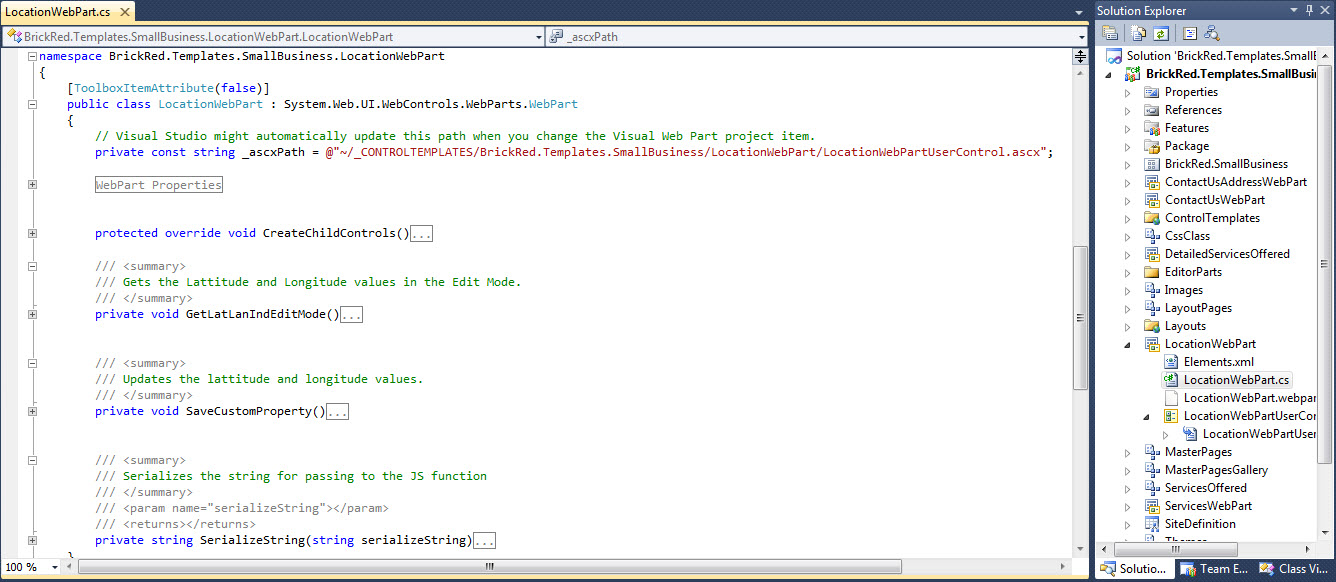 LocationWebPart.cs
BrickRed.Templates.SmallBusiness.LocationWebPart.LocationWebPart
_ascxPath
namespace BrickRed.Templates.SmallBusiness.LocationWebPart
{
[ToolboxItemAttribute(false)]
public class LocationWebPart : System.Web.UI.WebControls.WebParts.WebPart
{
// Visual Studio might automatically update this path when you change the Visual Web Part project item.
private const string _ascxPath = @"~/_CONTROLTEMPLATES/BrickRed.Templates.SmallBusiness/LocationWebPart/LocationWebPartUserControl.ascx";
WebPart Properties
protected override void CreateChildControls()...
/// <summary>
/// Gets the Lattitude and Longitude values in the Edit Mode.
/// </summary>
private void GetLatLanIndEditMode()...
/// <summary>
/// Updates the lattitude and longitude values.
/// </summary>
private void SaveCustomProperty()...
/// <summary>
/// Serializes the string for passing to the JS function
/// </summary>
/// <param name="serializeString"></param>
/// <returns></returns>
private string SerializeString(string serializeString)...
}
100 %
Solution Explorer
Solution 'BrickRed.Templates.SmallB
BrickRed.Templates.SmallBusi
Properties
References
Features
Package
BrickRed.SmallBusiness
ContactUsAddressWebPart
ContactUsWebPart
ControlTemplates
CssClass
DetailedServicesOffered
EditorParts
Images
LayoutPages
Layouts
LocationWebPart
Elements.xml
LocationWebPart.cs
LocationWebPart.webpar
LocationWebPartUserCor
LocationWebPartUser
MasterPages
MasterPagesGallery
ServicesOffered
ServicesWebPart
SiteDefinition
Solutio...
Team E...
Class Vi...